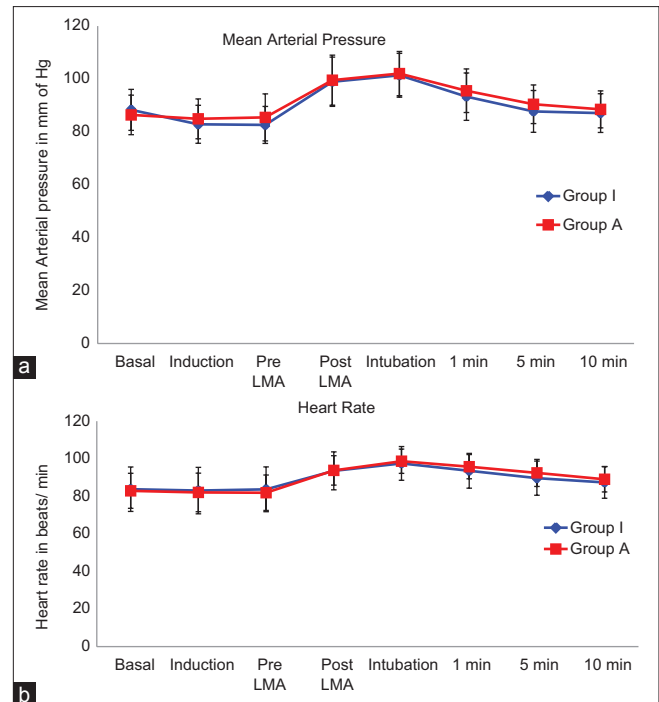 Mean Arterial Pressure
Mean Arterial pressure in mm of Hg
120
100
80
60
40
20
0
Group I
Group A
Basal Induction Pre LMA Post LMA Intubation 1 min 5 min 10 min
a
Heart Rate
Heart rate in beats/ min
120
100
80
60
40
20
0
Group I
Group A
Basal Induction Pre LMA Post LMA Intubation 1 min 5 min 10 min
b